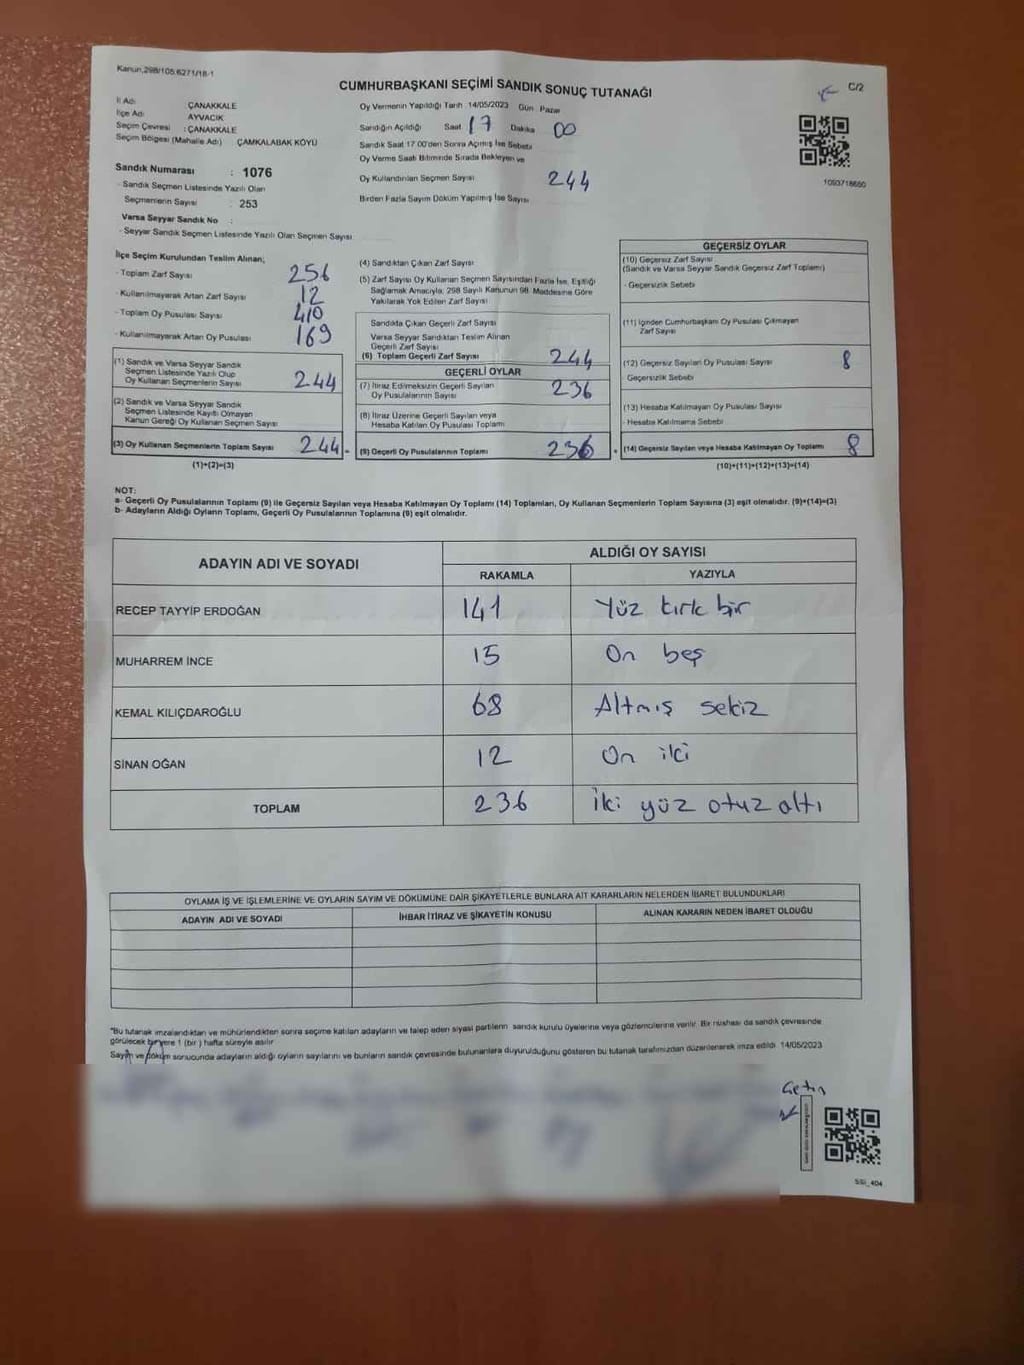 Kanun,298/105;6271/18-1
CUMHURBAŞKANI SEÇİMİ SANDIK SONUÇ TUTANAĞI
C/2
İl Adı ÇANAKKALE
İlçe Adı AYVACIK
Seçim Çevresi : ÇANAKKALE
Seçim Bölgesi (Mahalle Adı) ÇAMKALABAK KÖYÜ
Sandık Numarası : 1076
- Sandık Seçmen Listesinde Yazılı Olan
Seçmenlerin Sayısı : 253
Varsa Seyyar Sandık No :
- Seyyar Sandık Seçmen Listesinde Yazılı Olan Seçmen Sayısı
Oy Vermenin Yapıldığı Tarih 14/05/2023 Gün Pazar
Sandığın Açıldığı Saat 17 Dakika 00
Sandık Saat 17.00'den Sonra Açılmış İse Sebebi
Oy Verme Saati Bitiminde Sırada Bekleyen ve
Oy Kullandırılan Seçmen Sayısı 244
Birden Fazla Sayım Döküm Yapılmış İse Sayısı
1050718650
İlçe Seçim Kurulundan Teslim Alınan;
- Toplam Zarf Sayısı 256
- Kullanılmayarak Artan Zarf Sayısı 12
- Toplam Oy Pusulası Sayısı 410
- Kullanılmayarak Artan Oy Pusulası 169
(1) Sandık ve Varsa Seyyar Sandık
Seçmen Listesinde Yazılı Olup
Oy Kullanan Seçmenlerin Sayısı 244
(2) Sandık ve Varsa Seyyar Sandık
Seçmen Listesinde Kayıtlı Olmayan
Kanun Gereği Oy Kullanan Seçmen Sayısı
(3) Oy Kullanan Seçmenlerin Toplam Sayısı 244
(1)+(2)=(3)
(4) Sandıktan Çıkan Zarf Sayısı
(5) Zarf Sayısı Oy Kullanan Seçmen Sayısından Fazla İse, Eşitliği
Sağlamak Amacıyla, 298 Sayılı Kanunun 98. Maddesine Göre
Yakılarak Yok Edilen Zarf Sayısı
Sandıkta Çıkan Geçerli Zarf Sayısı
Varsa Seyyar Sandıktan Teslim Alınan
Geçerli Zarf Sayısı
(6) Toplam Geçerli Zarf Sayısı 244
GEÇERLİ OYLAR
(7) İtiraz Edilmeksizin Geçerli Sayılan
Oy Pusulalarının Sayısı 236
(8) İtiraz Üzerine Geçerli Sayılan veya
Hesaba Katılan Oy Pusulası Toplamı
(9) Geçerli Oy Pusulalarının Toplamı 236
GEÇERSİZ OYLAR
(10) Geçersiz Zarf Sayısı
(Sandık ve Varsa Seyyar Sandık Geçersiz Zarf Toplamı)
- Geçersizlik Sebebi
(11) İçinden Cumhurbaşkanı Oy Pusulası Çıkmayan
Zarf Sayısı
(12) Geçersiz Sayılan Oy Pusulası Sayısı 8
Geçersizlik Sebebi
(13) Hesaba Katılmayan Oy Pusulası Sayısı
- Hesaba Katılmama Sebebi
(14) Geçersiz Sayılan veya Hesaba Katılmayan Oy Toplamı 8
(10)+(11)+(12)+(13)=(14)
NOT:
a- Geçerli Oy Pusulalarının Toplamı (9) ile Geçersiz Sayılan veya Hesaba Katılmayan Oy Toplamı (14) Toplamları, Oy Kullanan Seçmenlerin Toplam Sayısına (3) eşit olmalıdır. (9)+(14)=(3)
b- Adayların Aldığı Oyların Toplamı, Geçerli Oy Pusulalarının Toplamına (9) eşit olmalıdır.
ADAYIN ADI VE SOYADI ALDIĞI OY SAYISI
RAKAMLA YAZIYLA
RECEP TAYYİP ERDOĞAN 141 Yüz kırk bir
MUHARREM İNCE 15 On beş
KEMAL KILIÇDAROĞLU 68 Altmış sekiz
SİNAN OĞAN 12 On iki
TOPLAM 236 İki yüz otuz altı
OYLAMA İŞ VE İŞLEMLERİNE VE OYLARIN SAYIM VE DÖKÜMÜNE DAİR ŞİKAYETLERLE BUNLARA AİT KARARLARIN NELERDEN İBARET BULUNDUKLARI
ADAYIN ADI VE SOYADI İHBAR İTİRAZ VE ŞİKAYETİN KONUSU ALINAN KARARIN NEDEN İBARET OLDUĞU
"Bu tutanak imzalandıktan ve mühürlendikten sonra seçime katılan adayların ve talep eden siyasi partilerin sandık kurulu üyelerine veya gözlemcilerine verilir. Bir nüshası da sandık çevresinde
görülecek bir yere 1 (bir) hafta süreyle asılır
Sayım ve döküm sonucunda adayların aldığı oyların sayılarını ve bunların sandık çevresinde bulunanlara duyurulduğunu gösteren bu tutanak tarafımızdan düzenlenerek imza edildi. 14/05/2023
Çetin
SSİ_404